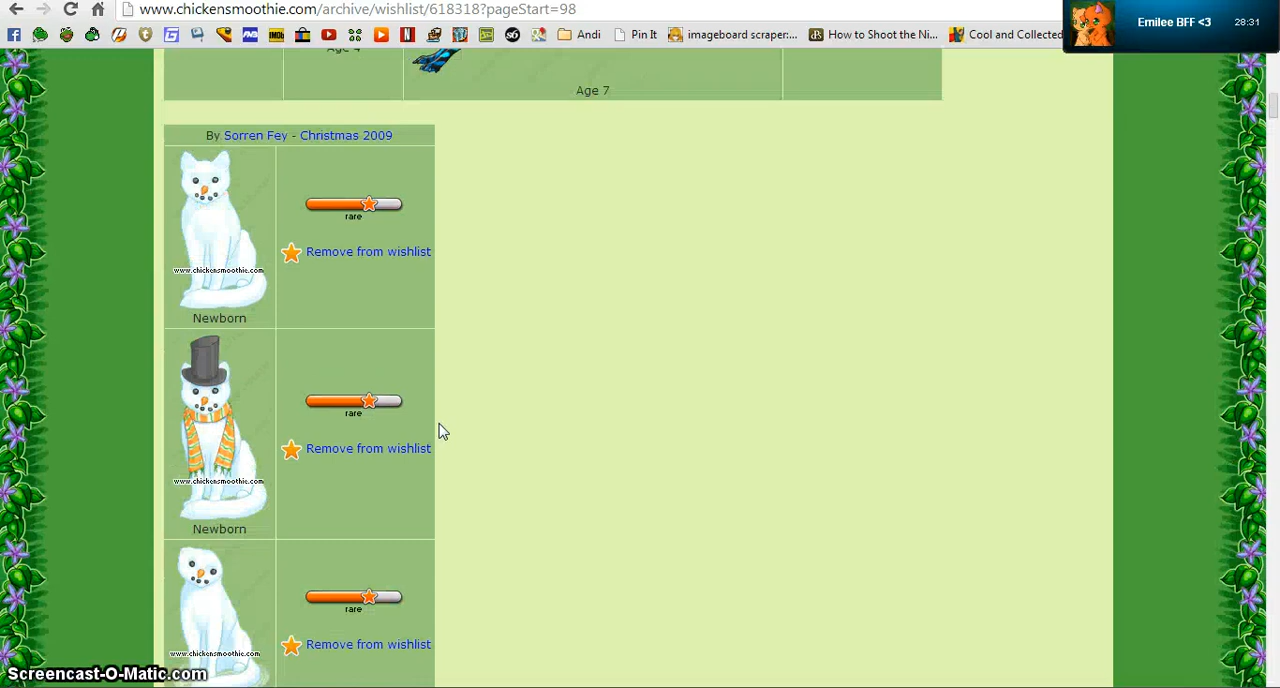 www.chickensmoothie.com/archive/wishlist/618318?pageStart=98
Emilee BFF <3 28:31
Andi Pin It imageboard scraper:... How to Shoot the Ni... Cool and Collected
Age 4
Age 7
By Sorren Fey - Christmas 2009
rare
Remove from wishlist
www.chickensmoothie.com
Newborn
rare
Remove from wishlist
www.chickensmoothie.com
Newborn
rare
Remove from wishlist
www.chickensmoothie.com
Screencast-O-Matic.com